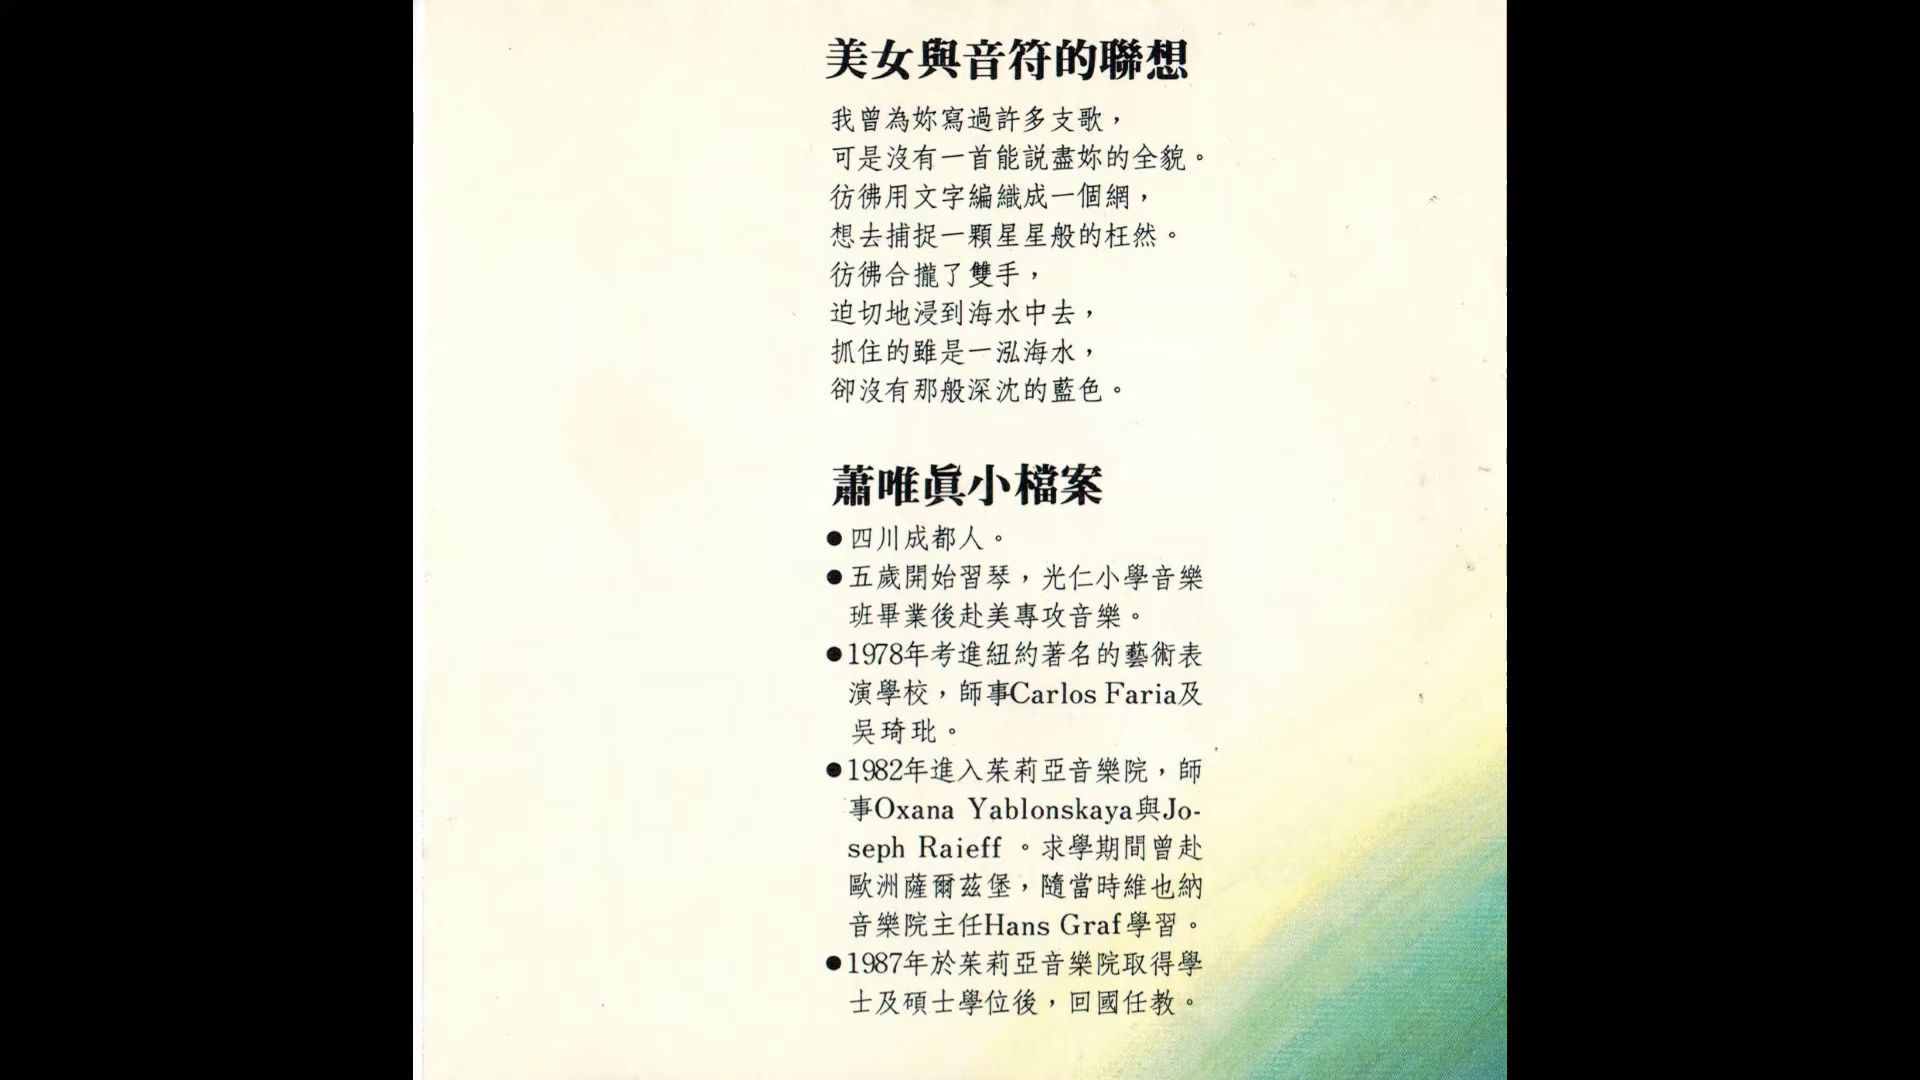 美女與音符的聯想
我曾為妳寫過許多支歌，
可是沒有一首能説盡妳的全貌。
彷彿用文字編織成一個網，
想去捕捉一顆星星般的枉然。
彷彿合攏了雙手，
迫切地浸到海水中去，
抓住的雖是一泓海水，
卻沒有那般深沈的藍色。
蕭唯眞小檔案
●四川成都人。
●五歲開始習琴，光仁小學音樂
班畢業後赴美專攻音樂。
●1978年考進紐約著名的藝術表
演學校，師事Carlos Faria及
吳琦玭。
●1982年進入茱莉亞音樂院，師
事Oxana Yablonskaya與Jo-
seph Raieff 。求學期間曾赴
歐洲薩爾茲堡，隨當時維也納
音樂院主任Hans Graf學習。
●1987年於茱莉亞音樂院取得學
士及碩士學位後，回國任教。